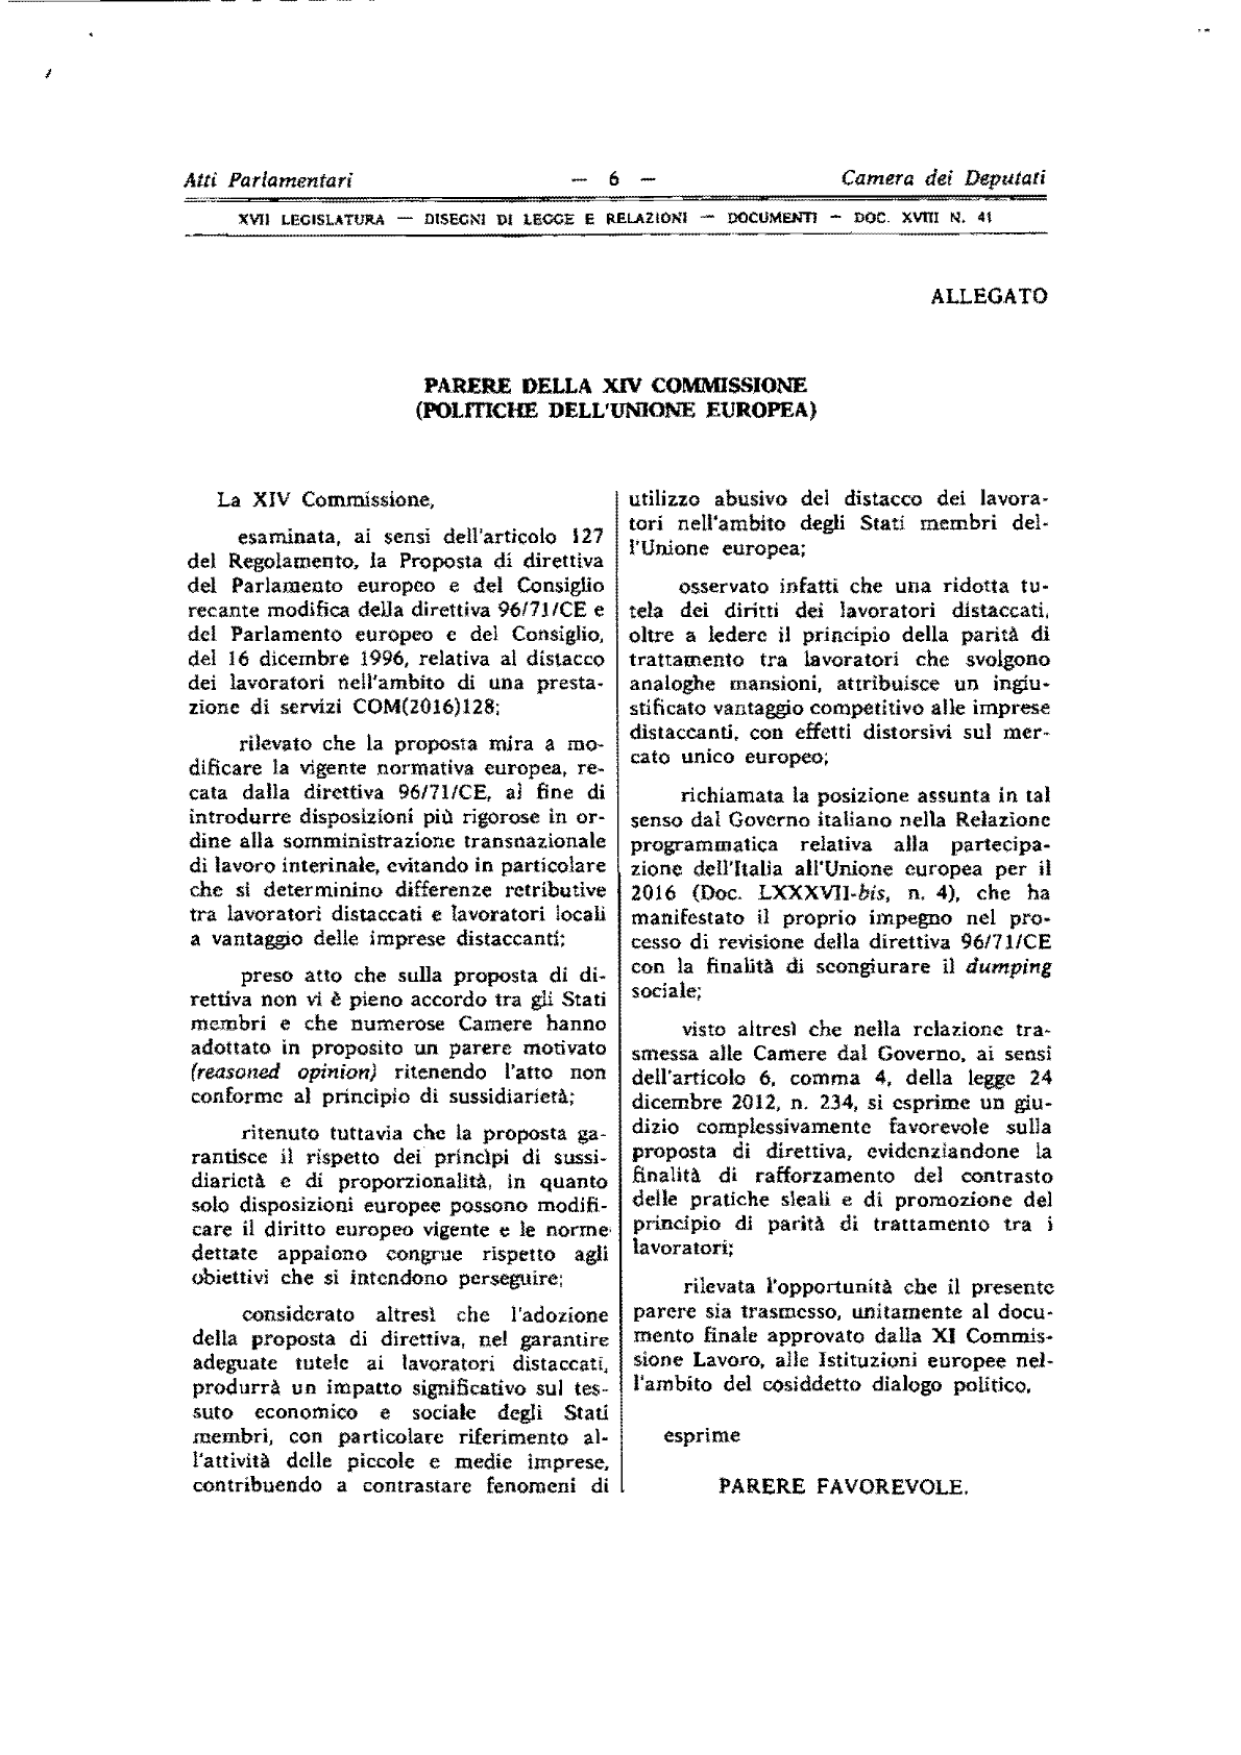 Atti Parlamentari — 6 — Camera dei Deputati
XVII LEGISLATURA — DISEGNI DI LEGGE E RELAZIONI — DOCUMENTI — DOC. XVIII N. 41
ALLEGATO
PARERE DELLA XIV COMMISSIONE
(POLITICHE DELL'UNIONE EUROPEA)
La XIV Commissione,
esaminata, ai sensi dell'articolo 127
del Regolamento, la Proposta di direttiva
del Parlamento europeo e del Consiglio
recante modifica della direttiva 96/71/CE e
del Parlamento europeo e del Consiglio,
del 16 dicembre 1996, relativa al distacco
dei lavoratori nell'ambito di una presta-
zione di servizi COM(2016)128;
rilevato che la proposta mira a mo-
dificare la vigente normativa europea, re-
cata dalla direttiva 96/71/CE, al fine di
introdurre disposizioni più rigorose in or-
dine alla somministrazione transnazionale
di lavoro interinale, evitando in particolare
che si determinino differenze retributive
tra lavoratori distaccati e lavoratori locali
a vantaggio delle imprese distaccanti;
preso atto che sulla proposta di di-
rettiva non vi è pieno accordo tra gli Stati
membri e che numerose Camere hanno
adottato in proposito un parere motivato
(reasoned opinion) ritenendo l'atto non
conforme al principio di sussidiarietà;
ritenuto tuttavia che la proposta ga-
rantisce il rispetto dei princìpi di sussi-
diarietà e di proporzionalità, in quanto
solo disposizioni europee possono modifi-
care il diritto europeo vigente e le norme
dettate appaiono congrue rispetto agli
obiettivi che si intendono perseguire;
considerato altresì che l'adozione
della proposta di direttiva, nel garantire
adeguate tutele ai lavoratori distaccati,
produrrà un impatto significativo sul tes-
suto economico e sociale degli Stati
membri, con particolare riferimento al-
l'attività delle piccole e medie imprese,
contribuendo a contrastare fenomeni di
utilizzo abusivo del distacco dei lavora-
tori nell'ambito degli Stati membri del-
l'Unione europea;
osservato infatti che una ridotta tu-
tela dei diritti dei lavoratori distaccati,
oltre a ledere il principio della parità di
trattamento tra lavoratori che svolgono
analoghe mansioni, attribuisce un ingiu-
stificato vantaggio competitivo alle imprese
distaccanti, con effetti distorsivi sul mer-
cato unico europeo;
richiamata la posizione assunta in tal
senso dal Governo italiano nella Relazione
programmatica relativa alla partecipa-
zione dell'Italia all'Unione europea per il
2016 (Doc. LXXXVII-bis, n. 4), che ha
manifestato il proprio impegno nel pro-
cesso di revisione della direttiva 96/71/CE
con la finalità di scongiurare il dumping
sociale;
visto altresì che nella relazione tra-
smessa alle Camere dal Governo, ai sensi
dell'articolo 6, comma 4, della legge 24
dicembre 2012, n. 234, si esprime un giu-
dizio complessivamente favorevole sulla
proposta di direttiva, evidenziandone la
finalità di rafforzamento del contrasto
delle pratiche sleali e di promozione del
principio di parità di trattamento tra i
lavoratori;
rilevata l'opportunità che il presente
parere sia trasmesso, unitamente al docu-
mento finale approvato dalla XI Commis-
sione Lavoro, alle Istituzioni europee nel-
l'ambito del cosiddetto dialogo politico,
esprime
PARERE FAVOREVOLE.